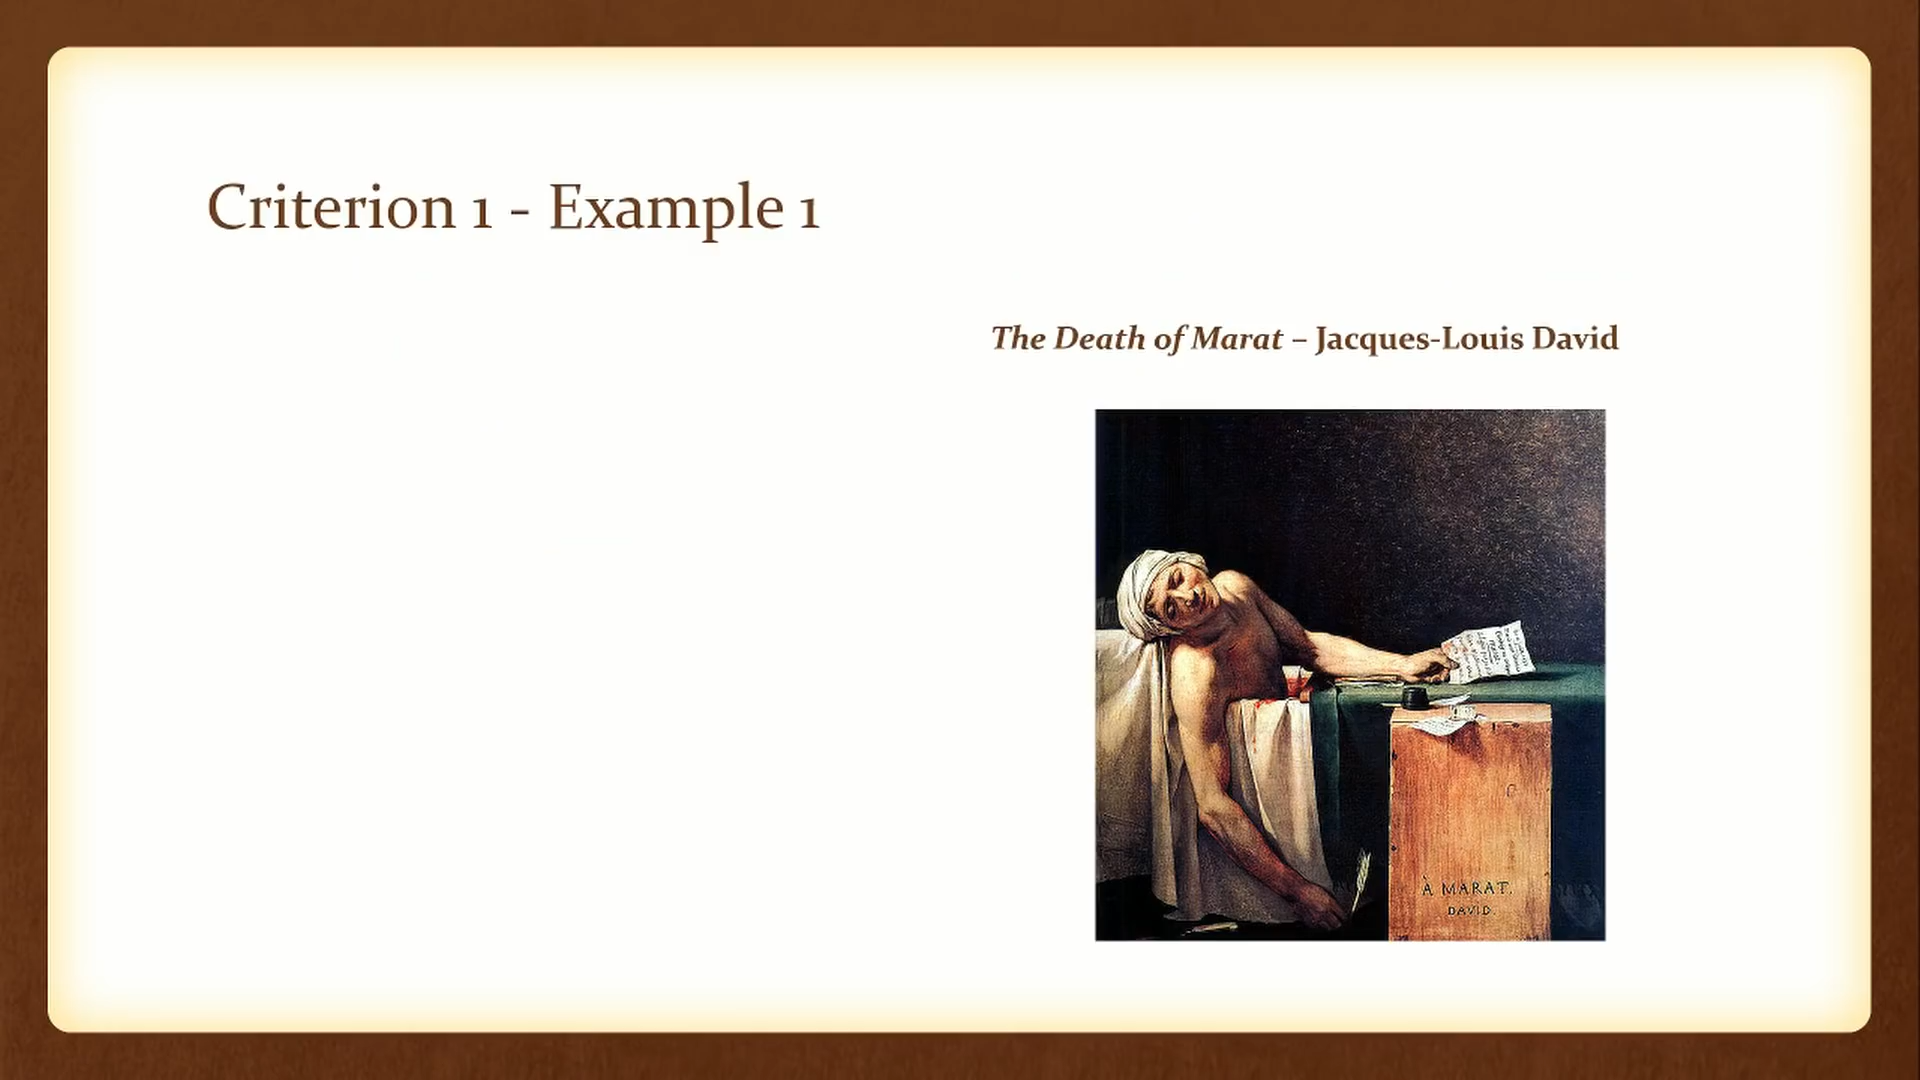 Criterion 1 - Example 1
The Death of Marat – Jacques-Louis David
À MARAT.
DAVID.